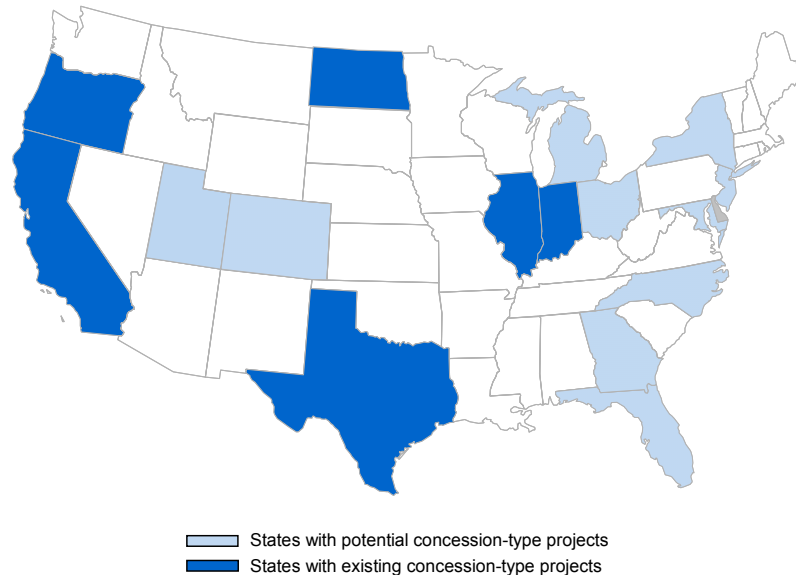 States with potential concession-type projects
States with existing concession-type projects